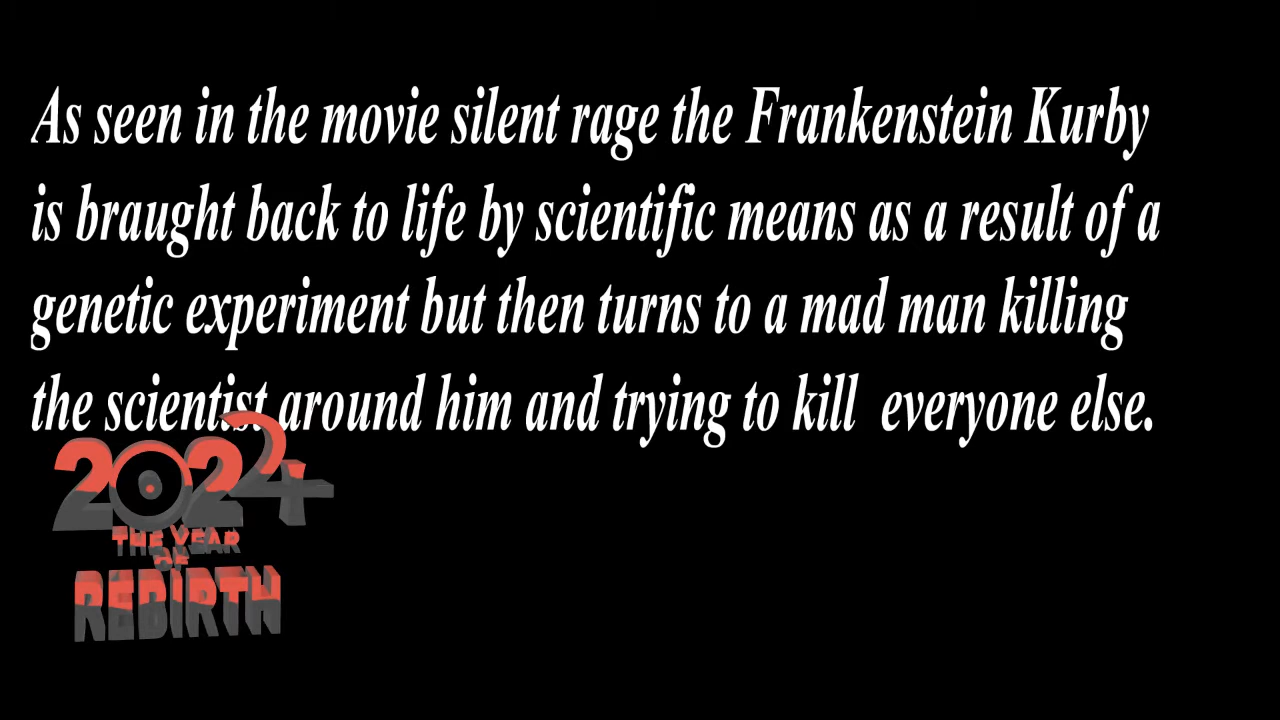 As seen in the movie silent rage the Frankenstein Kurby
is braught back to life by scientific means as a result of a
genetic experiment but then turns to a mad man killing
the scientist around him and trying to kill  everyone else.
2024
THE YEAR
OF
REBIRTH